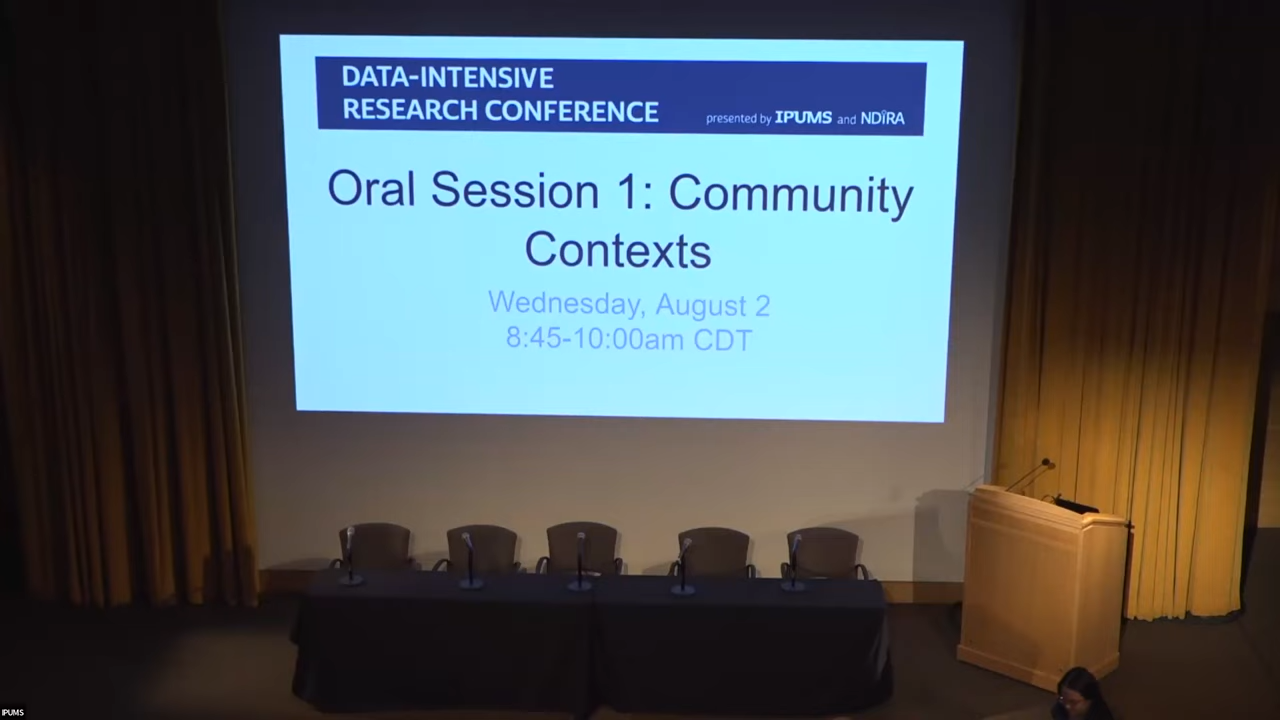 DATA-INTENSIVE
RESEARCH CONFERENCE
presented by IPUMS and NDIRA
Oral Session 1: Community
Contexts
Wednesday, August 2
8:45-10:00am CDT
IPUMS